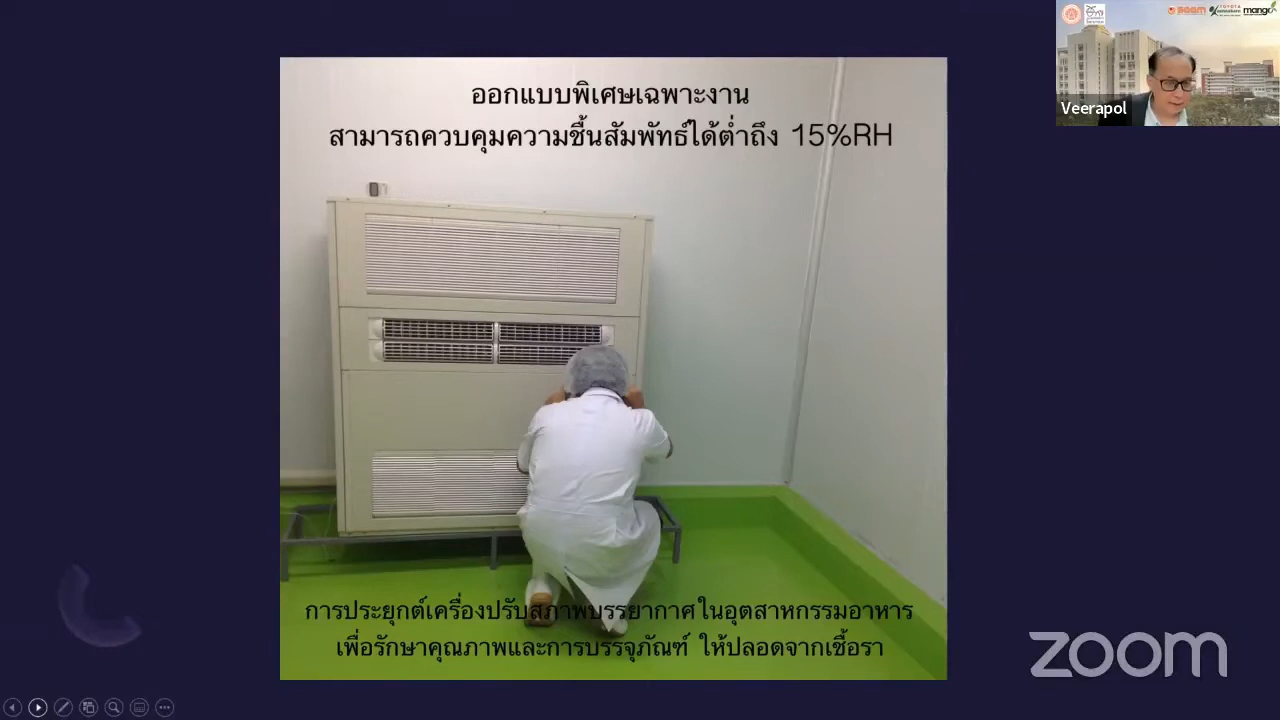 ออกแบบพิเศษเฉพาะงาน
สามารถควบคุมความชื้นสัมพัทธ์ได้ต่ำถึง 15%RH
การประยุกต์เครื่องปรับสภาพบรรยากาศ ในอุตสาหกรรมอาหาร
เพื่อรักษาคุณภาพและการบรรจุภัณฑ์ ให้ปลอดจากเชื้อรา
Veerapol
TOYOTA
mango
zoom